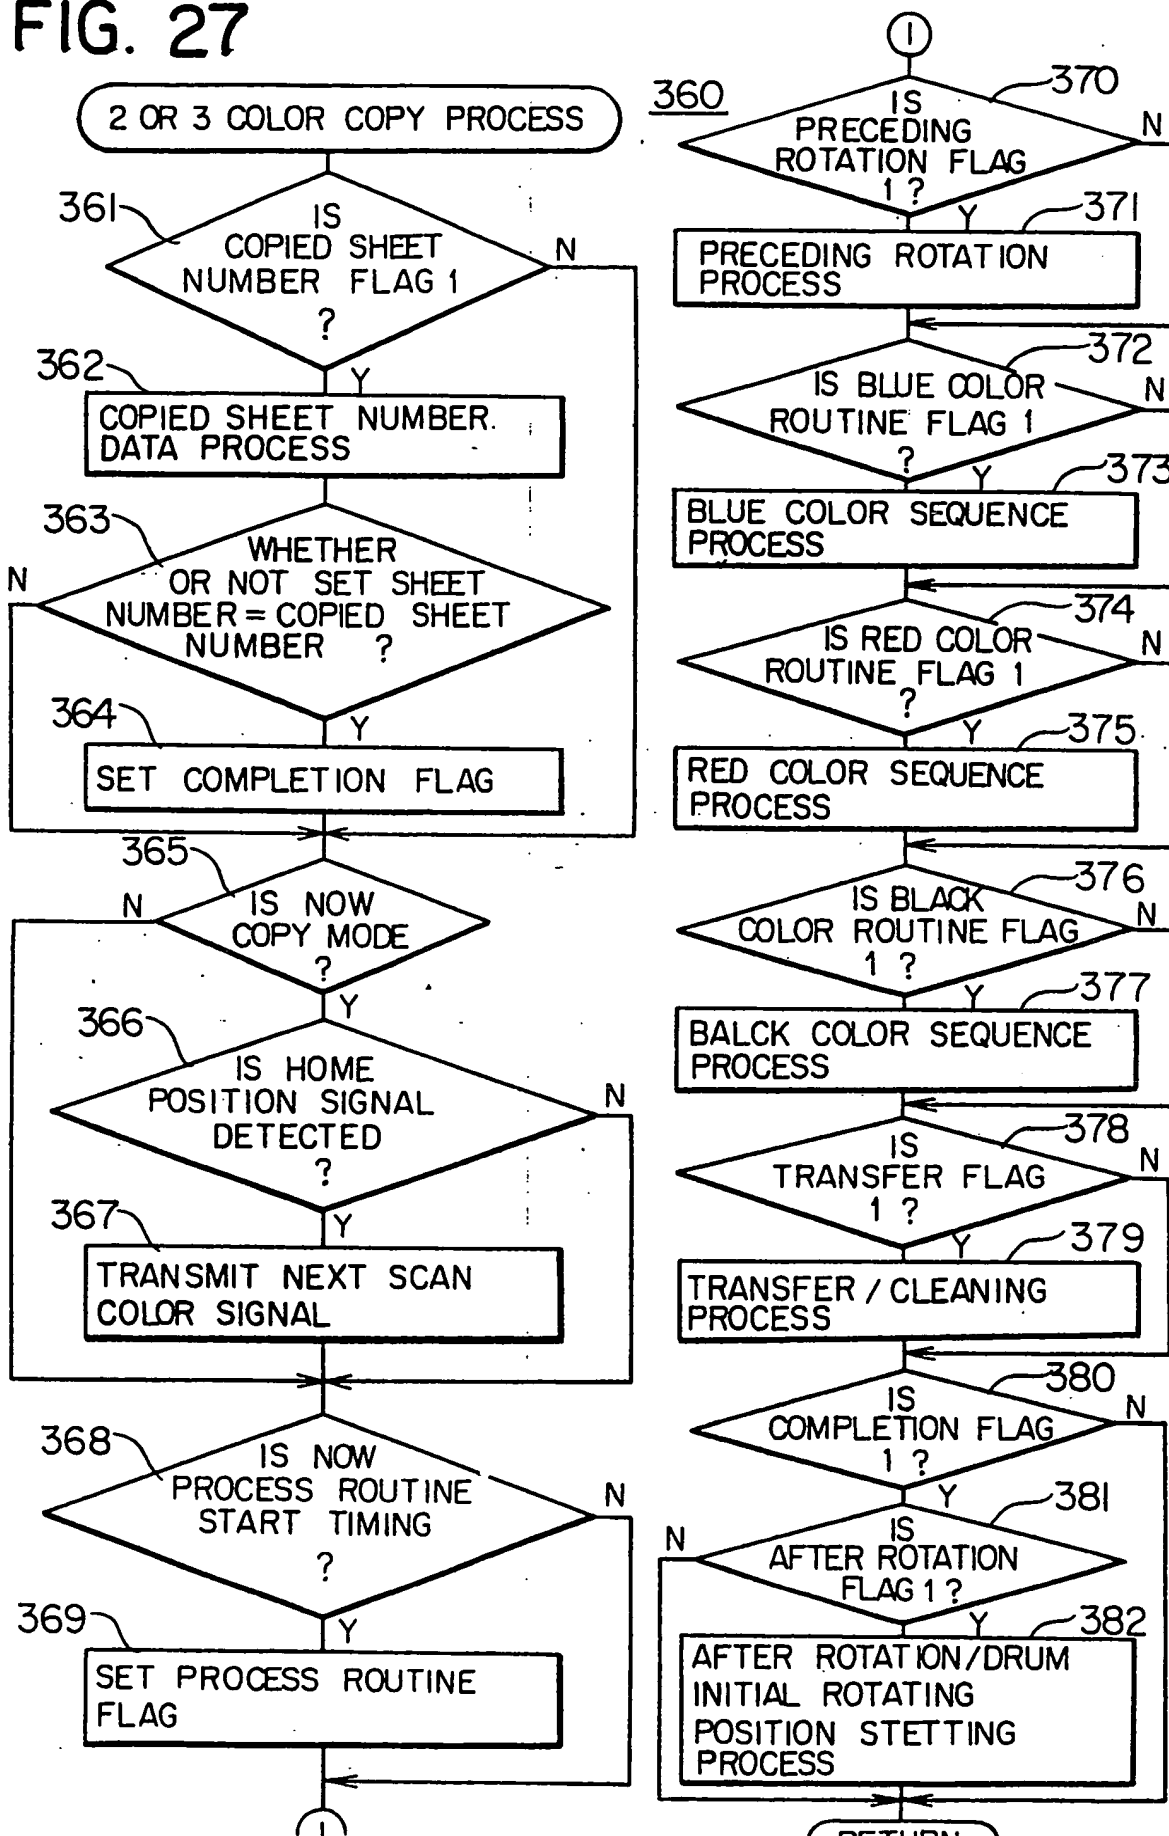 FIG. 27
2 OR 3 COLOR COPY PROCESS
361
IS
COPIED SHEET
NUMBER FLAG 1
?
N
Y
362
COPIED SHEET NUMBER.
DATA PROCESS
363
WHETHER
OR NOT SET SHEET
NUMBER = COPIED SHEET
NUMBER ?
N
Y
364
SET COMPLETION FLAG
365
IS NOW
COPY MODE
?
N
Y
366
IS HOME
POSITION SIGNAL
DETECTED
?
N
Y
367
TRANSMIT NEXT SCAN
COLOR SIGNAL
368
IS NOW
PROCESS ROUTINE
START TIMING
?
N
Y
369
SET PROCESS ROUTINE
FLAG
1
360
1
370
IS
PRECEDING
ROTATION FLAG
1 ?
N
Y
371
PRECEDING ROTATION
PROCESS
372
IS BLUE COLOR
ROUTINE FLAG 1
?
N
Y
373
BLUE COLOR SEQUENCE
PROCESS
374
IS RED COLOR
ROUTINE FLAG 1
?
N
Y
375
RED COLOR SEQUENCE
PROCESS
376
IS BLACK
COLOR ROUTINE FLAG
1 ?
N
Y
377
BALCK COLOR SEQUENCE
PROCESS
378
IS
TRANSFER FLAG
1 ?
N
Y
379
TRANSFER / CLEANING
PROCESS
380
IS
COMPLETION FLAG
1 ?
N
Y
381
IS
AFTER ROTATION
FLAG 1 ?
N
Y
382
AFTER ROTATION/DRUM
INITIAL ROTATING
POSITION STETTING
PROCESS
RETURN